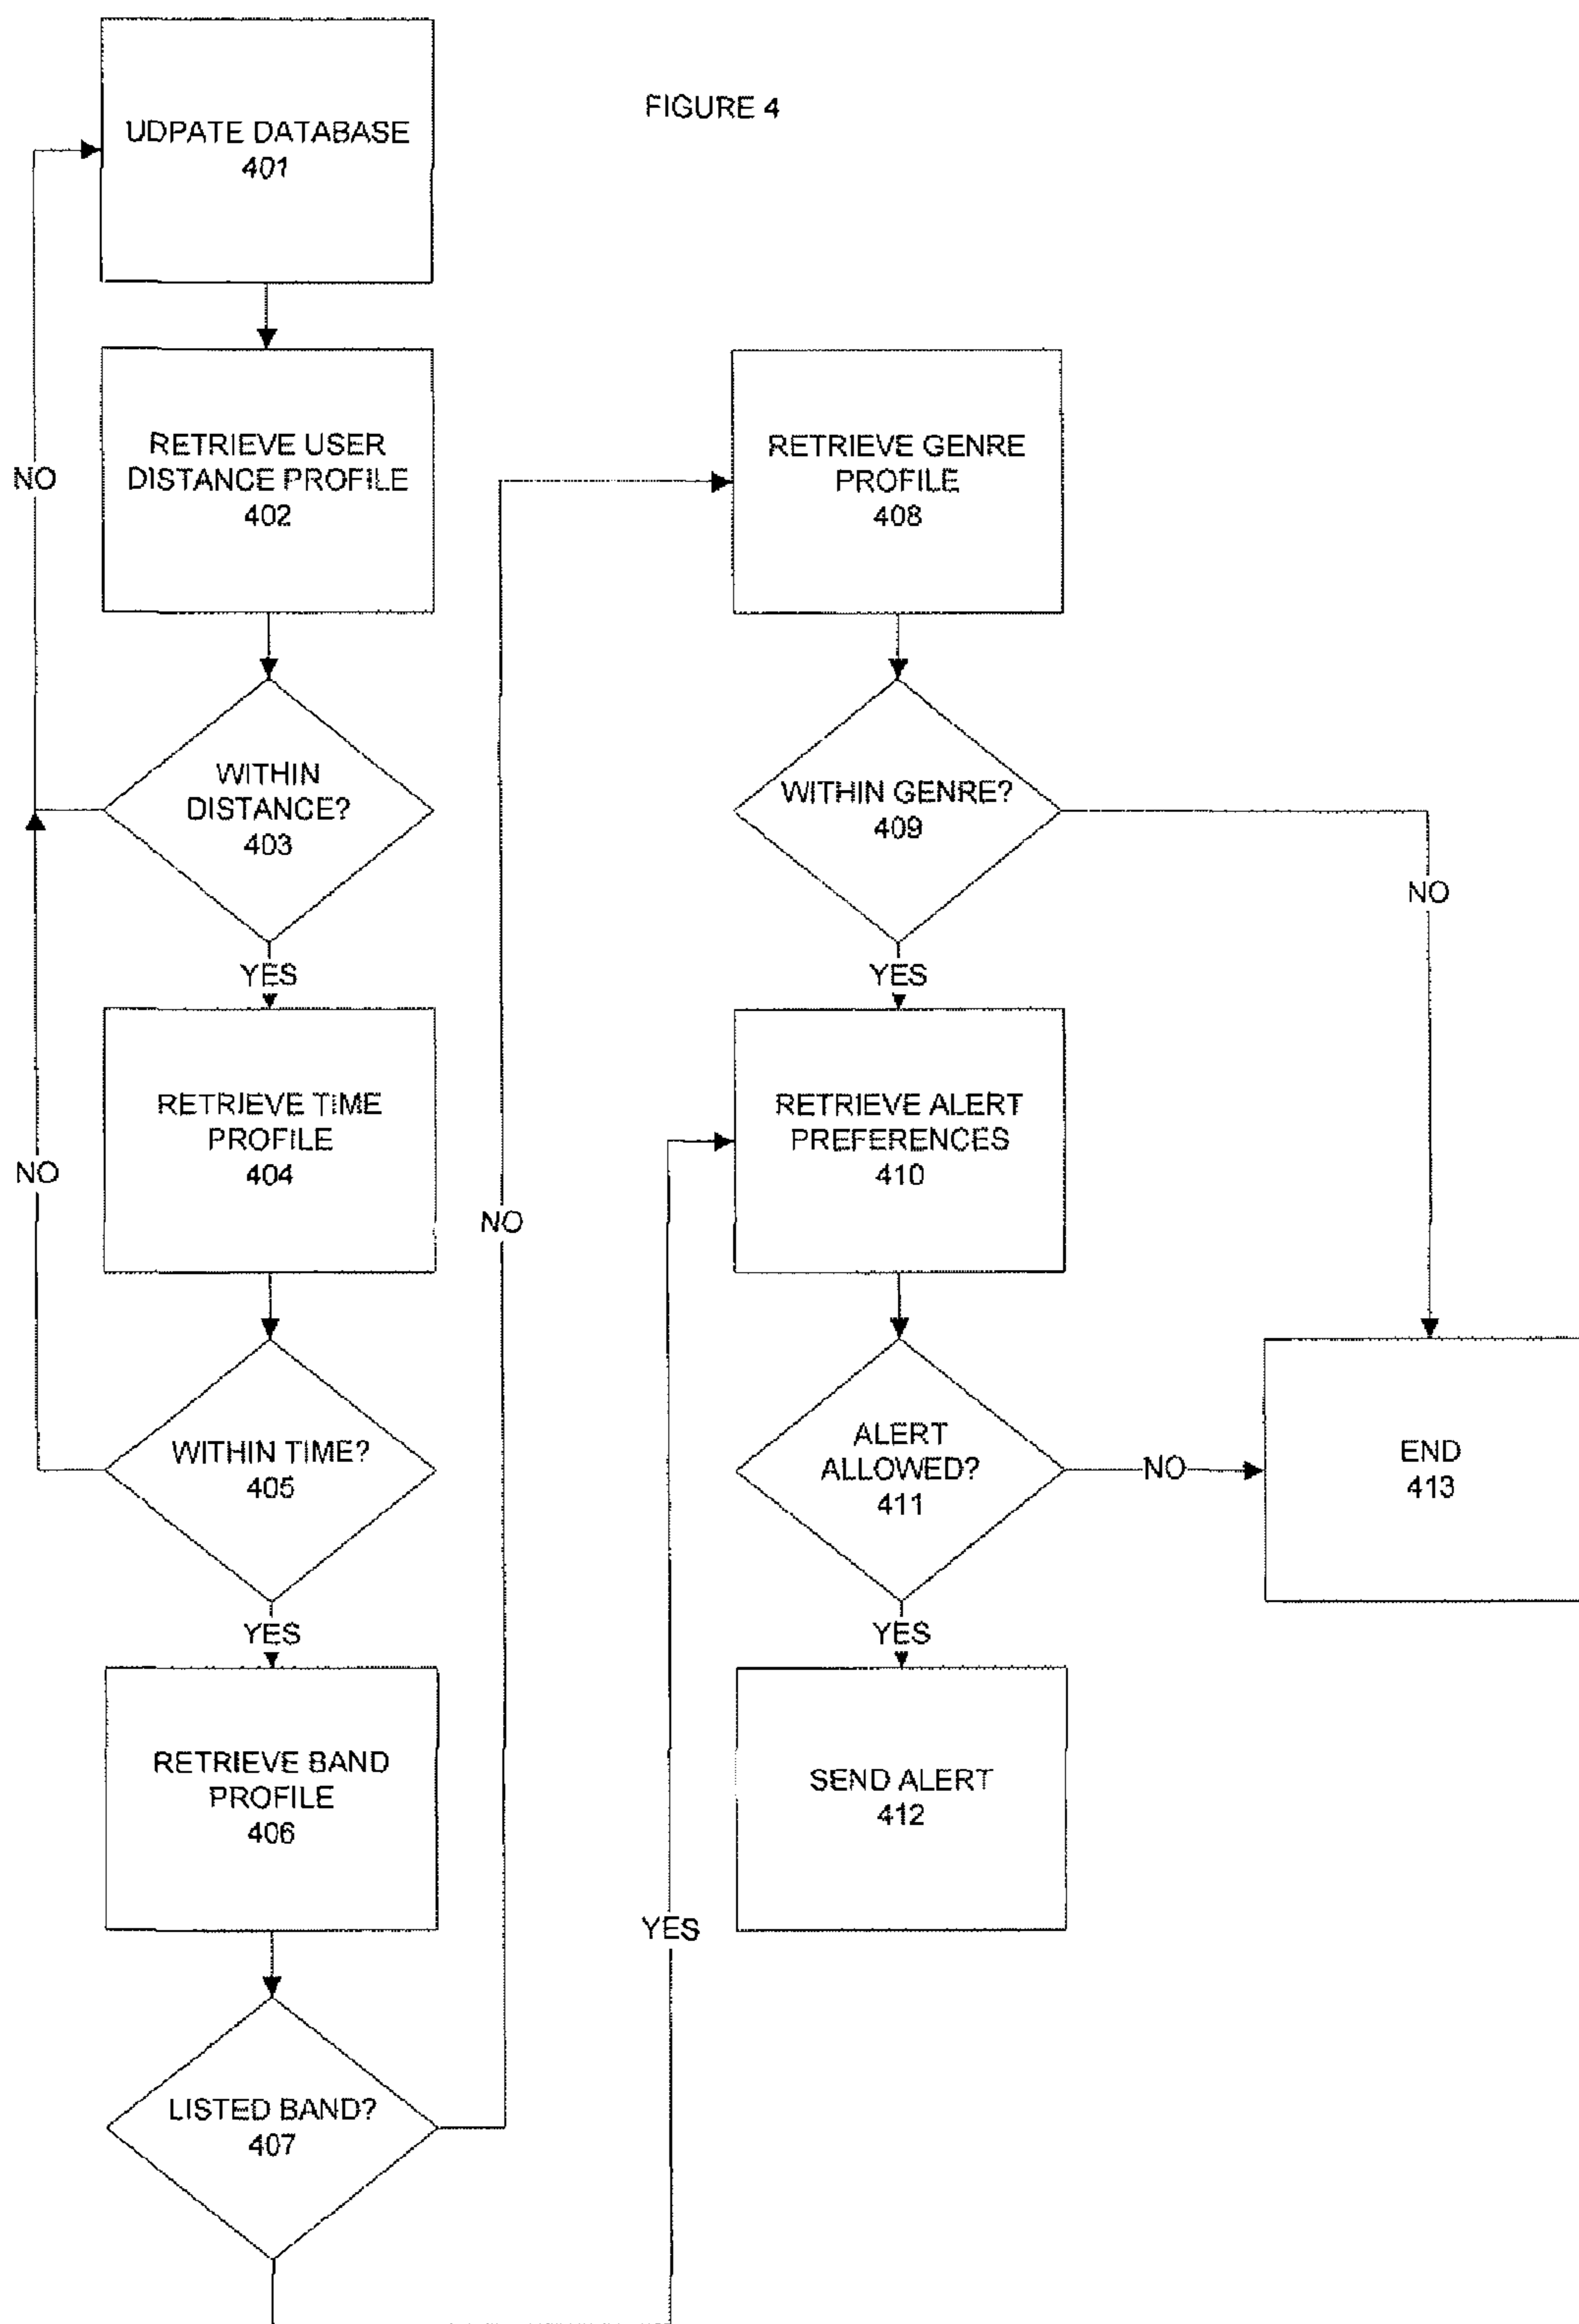 FIGURE 4
UDPATE DATABASE
401
RETRIEVE USER
DISTANCE PROFILE
402
NO
WITHIN
DISTANCE?
403
YES
RETRIEVE TIME
PROFILE
404
NO
WITHIN TIME?
405
YES
RETRIEVE BAND
PROFILE
406
LISTED BAND?
407
NO
YES
RETRIEVE GENRE
PROFILE
408
WITHIN GENRE?
409
NO
YES
RETRIEVE ALERT
PREFERENCES
410
ALERT
ALLOWED?
411
NO
YES
SEND ALERT
412
END
413